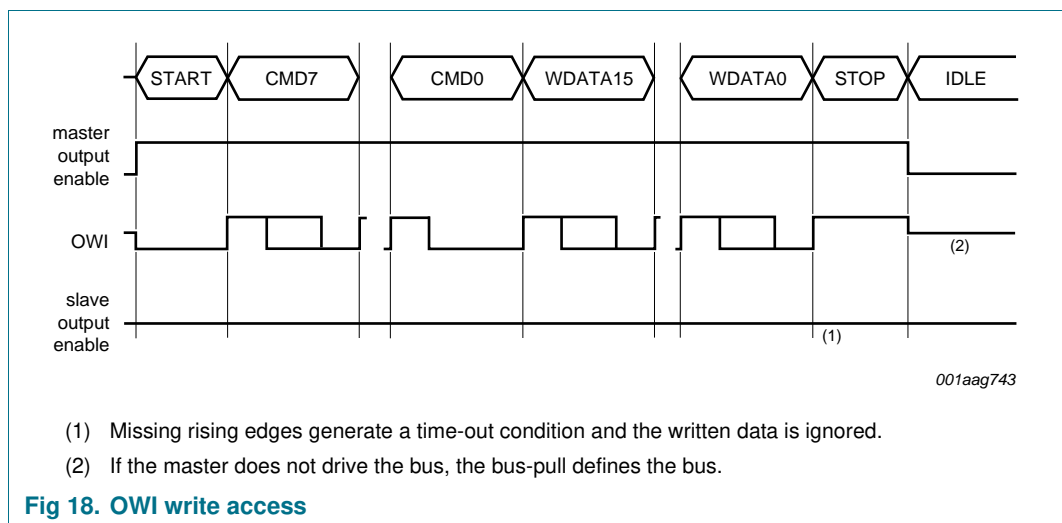 START CMD7 CMD0 WDATA15 WDATA0 STOP IDLE
master
output
enable
OWI
(2)
slave
output
enable
(1)
001aag743
(1) Missing rising edges generate a time-out condition and the written data is ignored.
(2) If the master does not drive the bus, the bus-pull defines the bus.
Fig 18. OWI write access